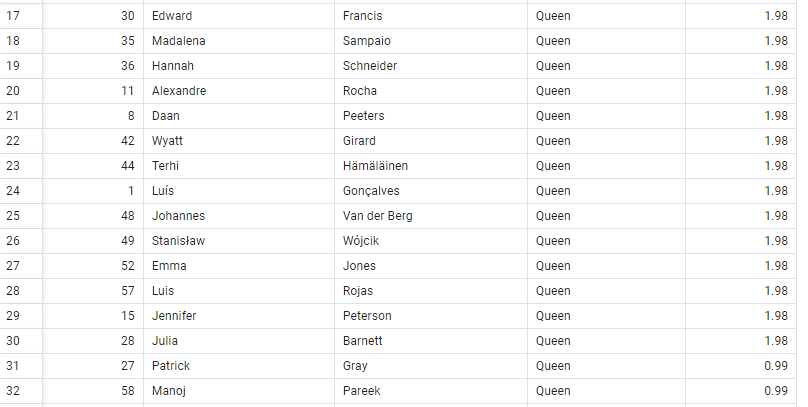 17 30 Edward Francis Queen 1.98
18 35 Madalena Sampaio Queen 1.98
19 36 Hannah Schneider Queen 1.98
20 11 Alexandre Rocha Queen 1.98
21 8 Daan Peeters Queen 1.98
22 42 Wyatt Girard Queen 1.98
23 44 Terhi Hämäläinen Queen 1.98
24 1 Luís Gonçalves Queen 1.98
25 48 Johannes Van der Berg Queen 1.98
26 49 Stanisław Wójcik Queen 1.98
27 52 Emma Jones Queen 1.98
28 57 Luis Rojas Queen 1.98
29 15 Jennifer Peterson Queen 1.98
30 28 Julia Barnett Queen 1.98
31 27 Patrick Gray Queen 0.99
32 58 Manoj Pareek Queen 0.99